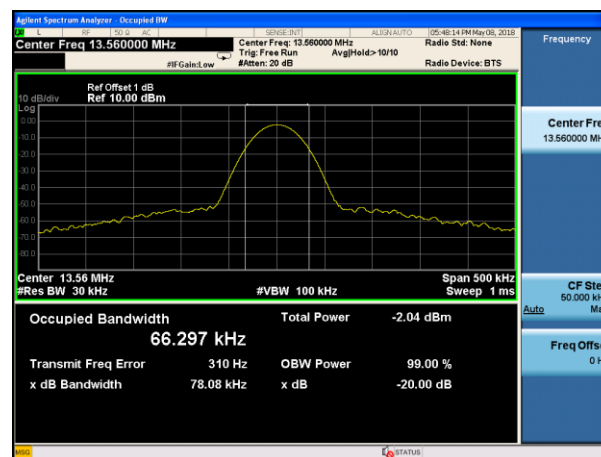 Agilent Spectrum Analyzer - Occupied BW
L RF 50 Ω AC SENSE:INT ALIGN AUTO 05:48:14 PM May 08, 2018
Center Freq 13.560000 MHz
Center Freq: 13.560000 MHz Radio Std: None
Trig: Free Run Avg|Hold:> 10/10
#IFGain:Low #Atten: 20 dB Radio Device: BTS
Frequency
Ref Offset 1 dB
10 dB/div Ref 10.00 dBm
Log
0.00
-10.0
-20.0
-30.0
-40.0
-50.0
-60.0
-70.0
-80.0
Center 13.56 MHz Span 500 kHz
#Res BW 30 kHz #VBW 100 kHz Sweep 1 ms
Occupied Bandwidth Total Power -2.04 dBm
66.297 kHz
Transmit Freq Error 310 Hz OBW Power 99.00 %
x dB Bandwidth 78.08 kHz x dB -20.00 dB
Center Fre
13.560000 MH
CF Ste
50.000 kH
Auto Ma
Freq Offs
0 H
MSG STATUS